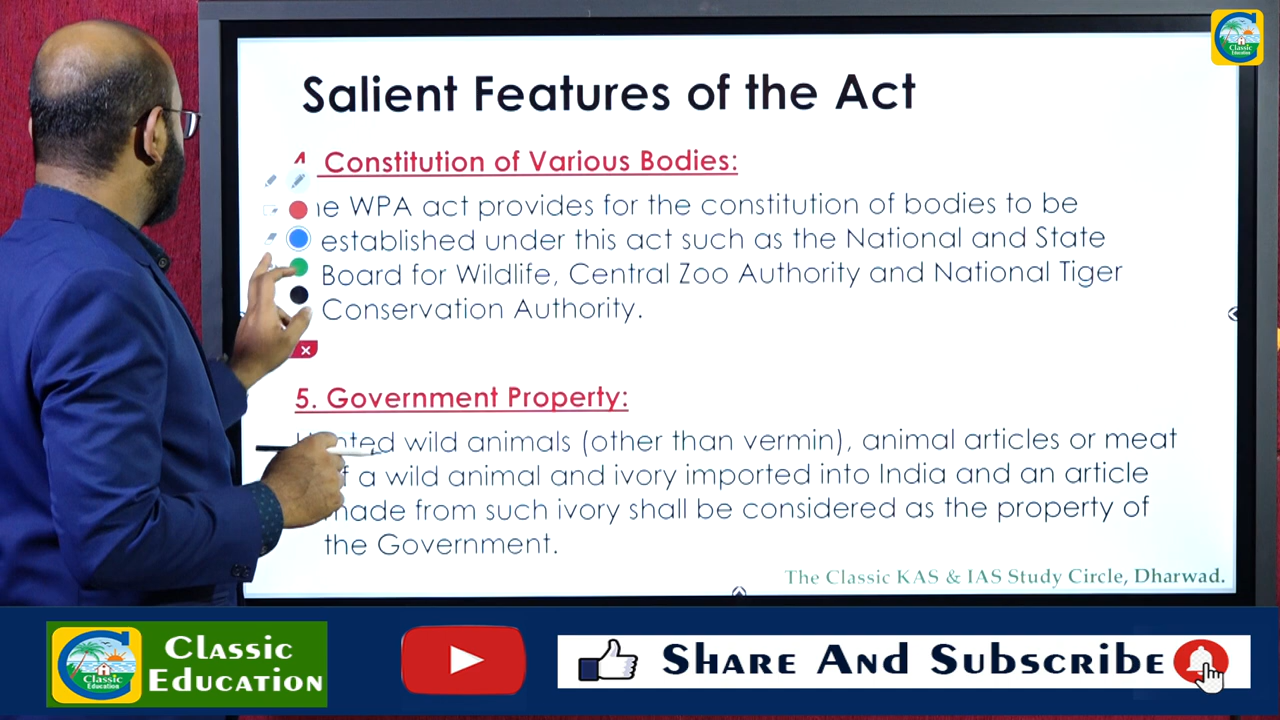 Classic
Education
Salient Features of the Act
Constitution of Various Bodies:
WPA act provides for the constitution of bodies to be
established under this act such as the National and State
Board for Wildlife, Central Zoo Authority and National Tiger
Conservation Authority.
5. Government Property:
wild animals (other than vermin), animal articles or meat
a wild animal and ivory imported into India and an article
made from such ivory shall be considered as the property of
the Government.
The Classic KAS & IAS Study Circle, Dharwad.
Classic
Education
Classic
Education
Share And Subscribe